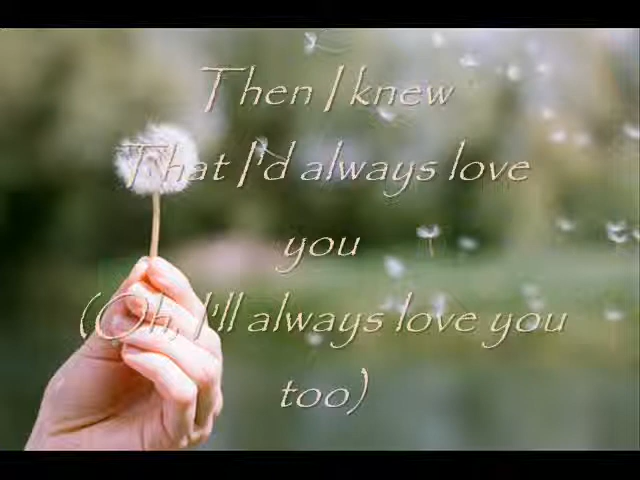 Then I knew
That I'd always love
you
(Oh, I'll always love you
too)